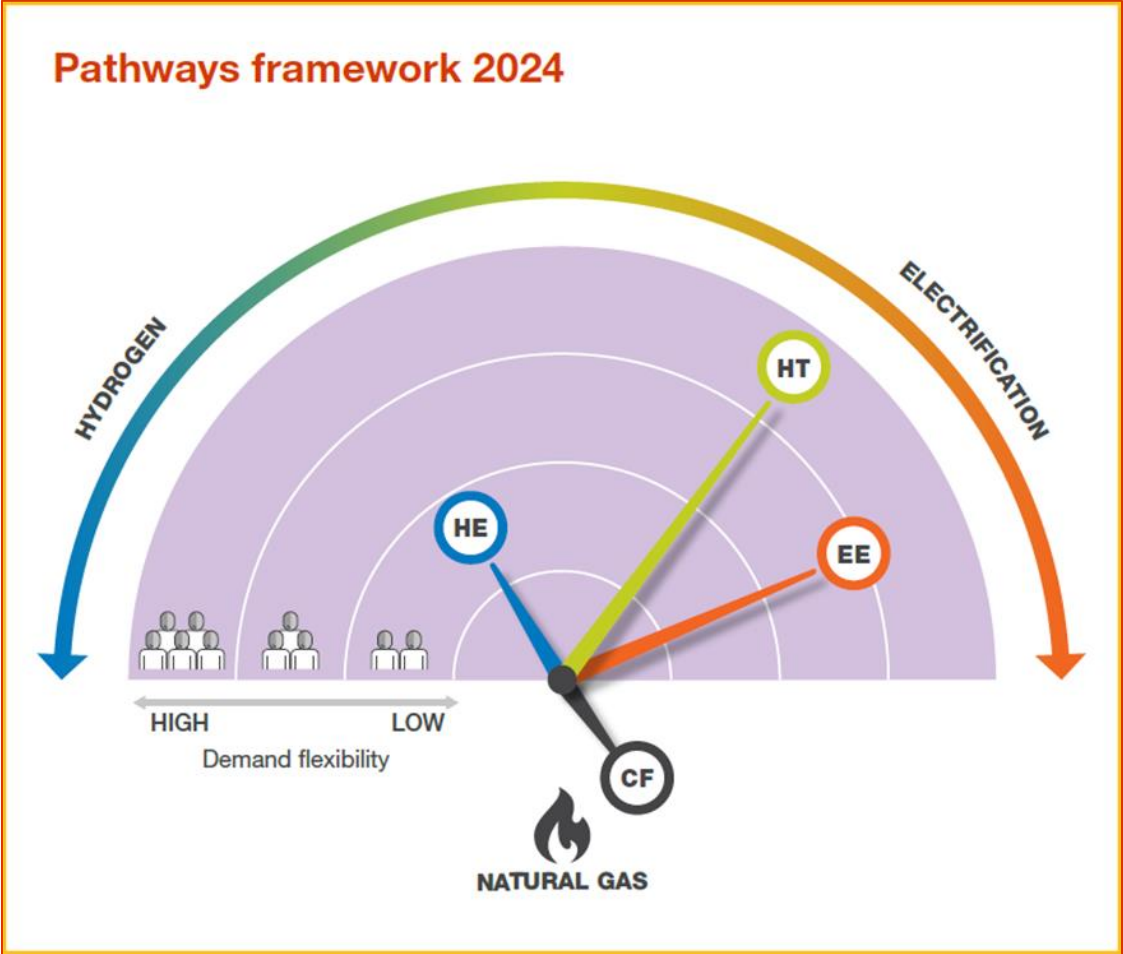 Pathways framework 2024
HYDROGEN
ELECTRIFICATION
HT
HE
EE
HIGH
LOW
Demand flexibility
CF
NATURAL GAS